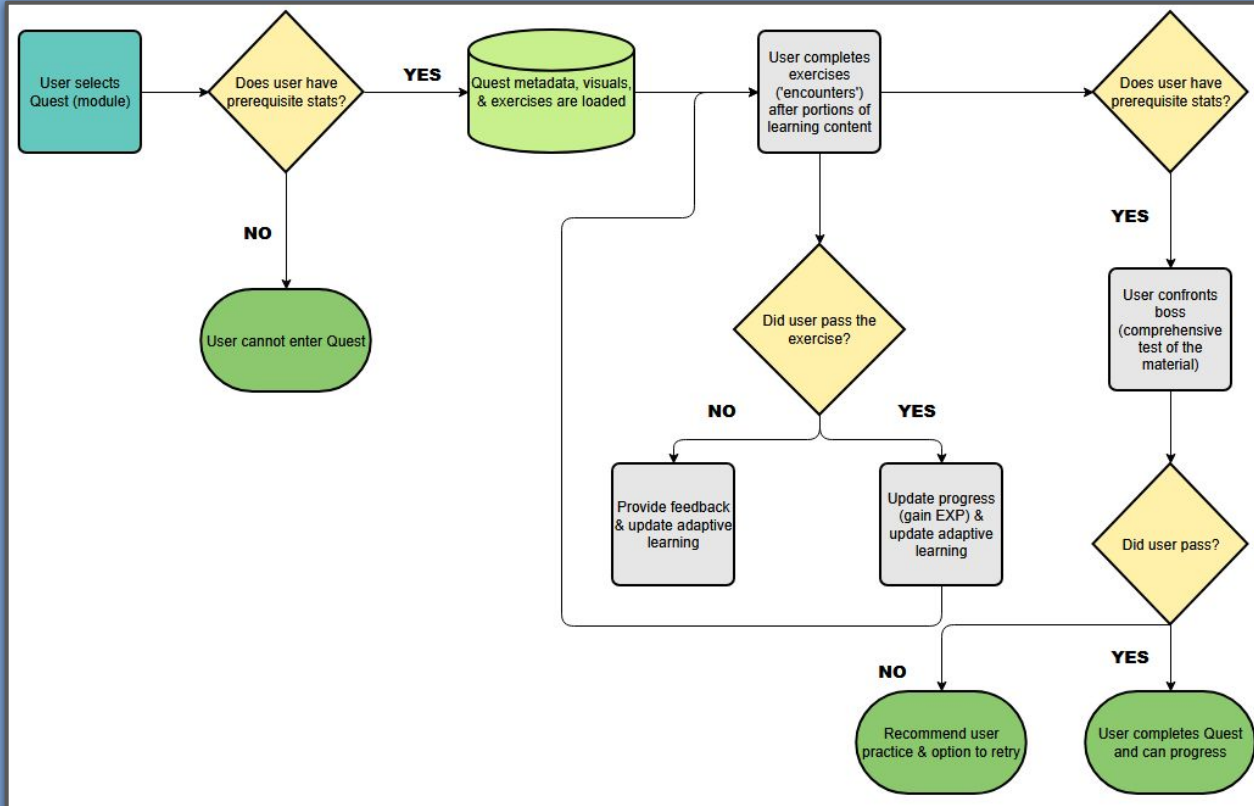 User selects
Quest (module)
Does user have
prerequisite stats?
YES
Quest metadata, visuals,
& exercises are loaded
User completes
exercises
('encounters')
after portions of
learning content
Does user have
prerequisite stats?
NO
User cannot enter Quest
YES
User confronts
boss
(comprehensive
test of the
material)
Did user pass the
exercise?
NO
YES
Provide feedback
& update adaptive
learning
Update progress
(gain EXP) &
update adaptive
learning
Did user pass?
NO
YES
Recommend user
practice & option to retry
User completes Quest
and can progress